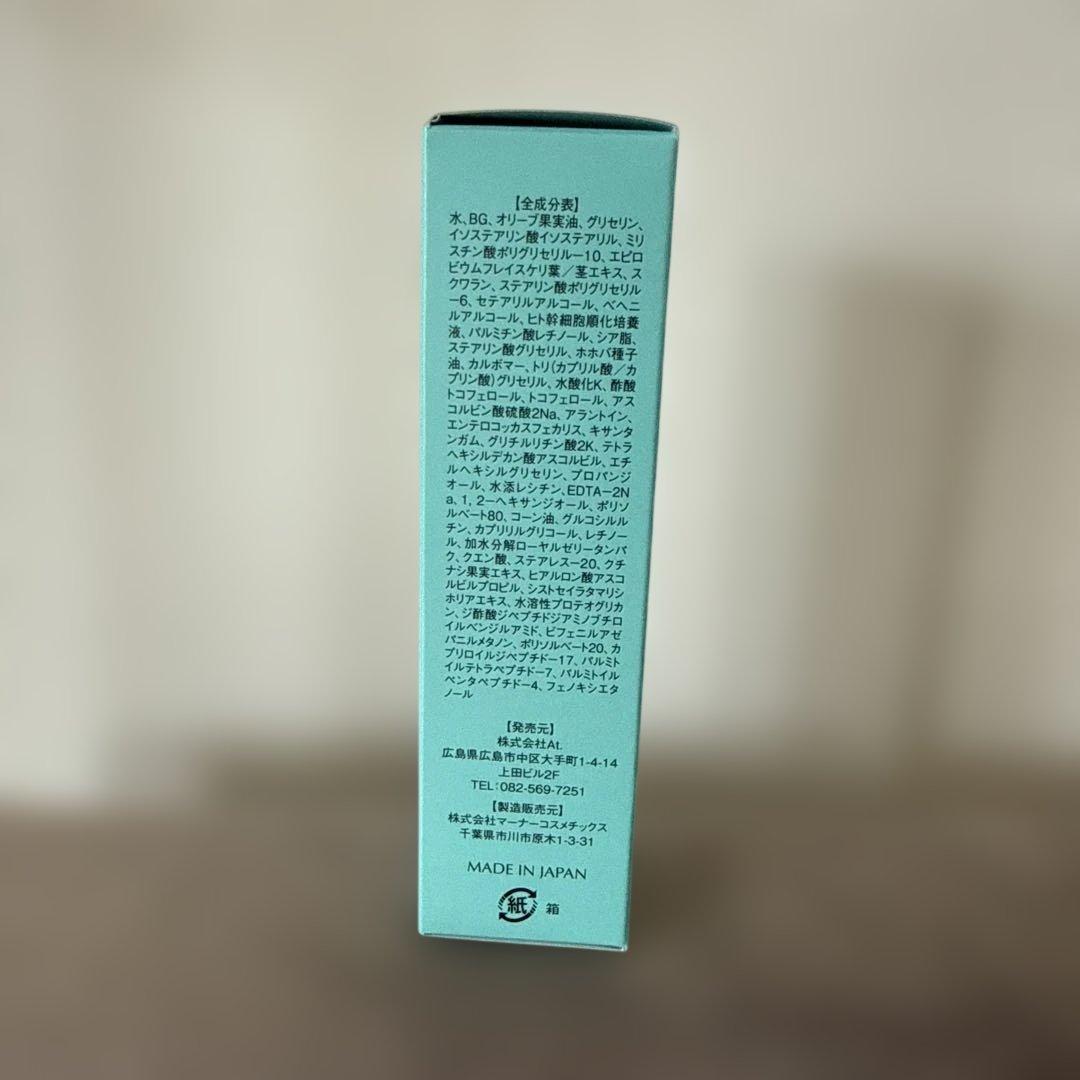 【全成分表】
水、BG、オリーブ果実油、グリセリン、
イソステアリン酸イソステアリル、ミリ
スチン酸ポリグリセリルー10、エピロ
ビウムフレイスケリ葉／茎エキス、ス
クワラン、ステアリン酸ポリグリセリル
ー6、セテアリルアルコール、ベヘニ
ルアルコール、ヒト幹細胞順化培養
液、パルミチン酸レチノール、シア脂、
ステアリン酸グリセリル、ホホバ種子
油、カルボマー、トリ（カプリル酸／カ
プリン酸）グリセリル、水酸化K、酢酸
トコフェロール、トコフェロール、アス
コルビン酸硫酸2Na、アラントイン、
エンテロコッカスフェカリス、キサンタ
ンガム、グリチルリチン酸2K、テトラ
ヘキシルデカン酸アスコルビル、エチ
ルヘキシルグリセリン、プロパンジ
オール、水添レシチン、EDTAー2N
a、1，2ーヘキサンジオール、ポリソ
ルベート80、コーン油、グルコシルル
チン、カプリリルグリコール、レチノー
ル、加水分解ローヤルゼリータンパ
ク、クエン酸、ステアレスー20、クチ
ナシ果実エキス、ヒアルロン酸アスコ
ルビルプロピル、シストセイラタマリシ
ホリアエキス、水溶性プロテオグリカ
ン、ジ酢酸ジペプチドジアミノブチロ
イルベンジルアミド、ビフェニルアゼ
パニルメタノン、ポリソルベート20、カ
プリロイルジペプチドー17、パルミト
イルテトラペプチドー7、パルミトイル
ペンタペプチドー4、フェノキシエタ
ノール
【発売元】
株式会社At.
広島県広島市中区大手町1-4-14
上田ビル2F
TEL：082-569-7251
【製造販売元】
株式会社マーナーコスメチックス
千葉県市川市原木1-3-31
MADE IN JAPAN
紙 箱